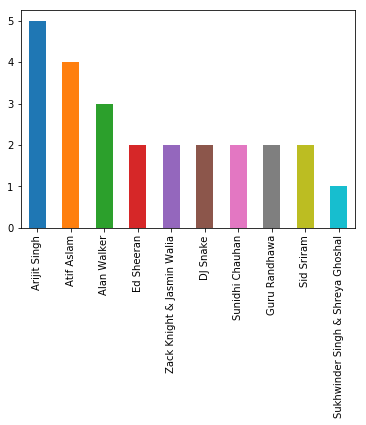 5
4
3
2
1
0
Arijit Singh
Atif Aslam
Alan Walker
Ed Sheeran
Zack Knight & Jasmin Walia
DJ Snake
Sunidhi Chauhan
Guru Randhawa
Sid Sriram
Sukhwinder Singh & Shreya Ghoshal